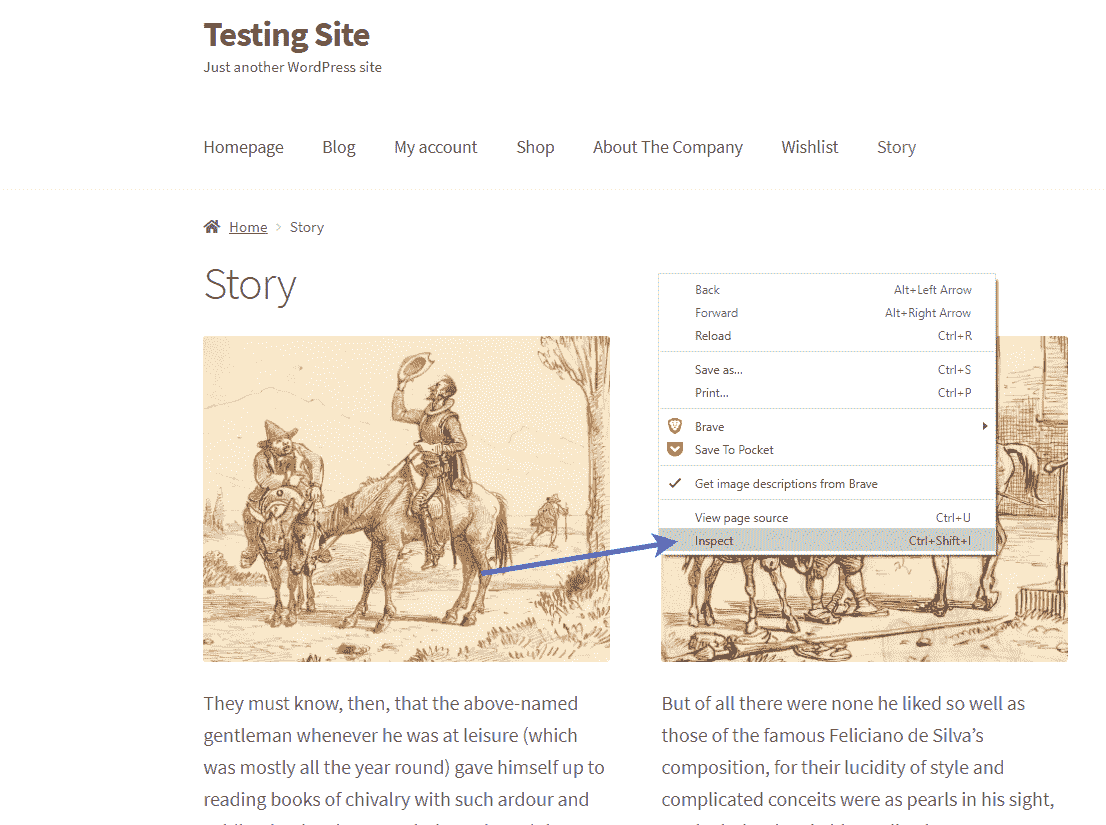 Testing Site
Just another WordPress site
Homepage Blog My account Shop About The Company Wishlist Story
Home Story
Story
Back Alt+Left Arrow
Forward Alt+Right Arrow
Reload Ctrl+R
Save as... Ctrl+S
Print... Ctrl+P
Brave
Save To Pocket
Get image descriptions from Brave
View page source Ctrl+U
Inspect Ctrl+Shift+I
They must know, then, that the above-named
gentleman whenever he was at leisure (which
was mostly all the year round) gave himself up to
reading books of chivalry with such ardour and
But of all there were none he liked so well as
those of the famous Feliciano de Silva’s
composition, for their lucidity of style and
complicated conceits were as pearls in his sight,